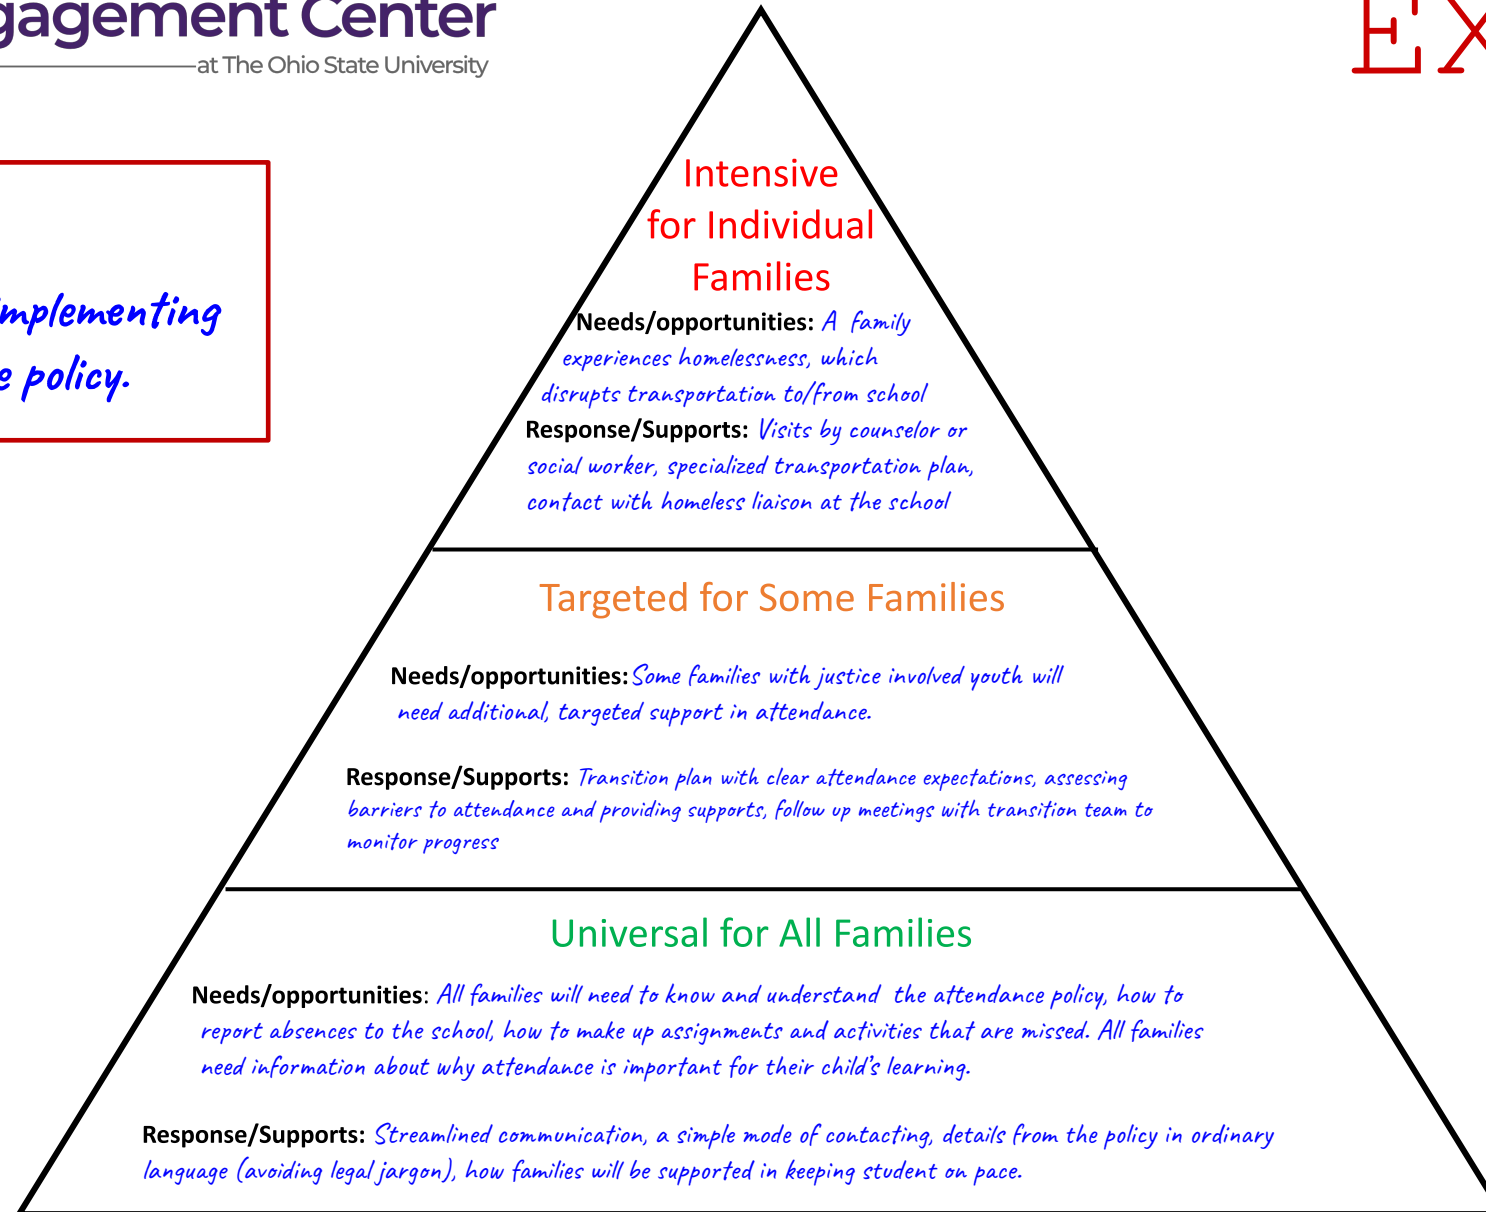 gagement Center
at The Ohio State University
EX
implementing
e policy.
Intensive
for Individual
Families
Needs/opportunities: A family
experiences homelessness, which
disrupts transportation to/from school
Response/Supports: Visits by counselor or
social worker, specialized transportation plan,
contact with homeless liaison at the school
Targeted for Some Families
Needs/opportunities: Some families with justice involved youth will
need additional, targeted support in attendance.
Response/Supports: Transition plan with clear attendance expectations, assessing
barriers to attendance and providing supports, follow up meetings with transition team to
monitor progress
Universal for All Families
Needs/opportunities: All families will need to know and understand the attendance policy, how to
report absences to the school, how to make up assignments and activities that are missed. All families
need information about why attendance is important for their child's learning.
Response/Supports: Streamlined communication, a simple mode of contacting, details from the policy in ordinary
language (avoiding legal jargon), how families will be supported in keeping student on pace.